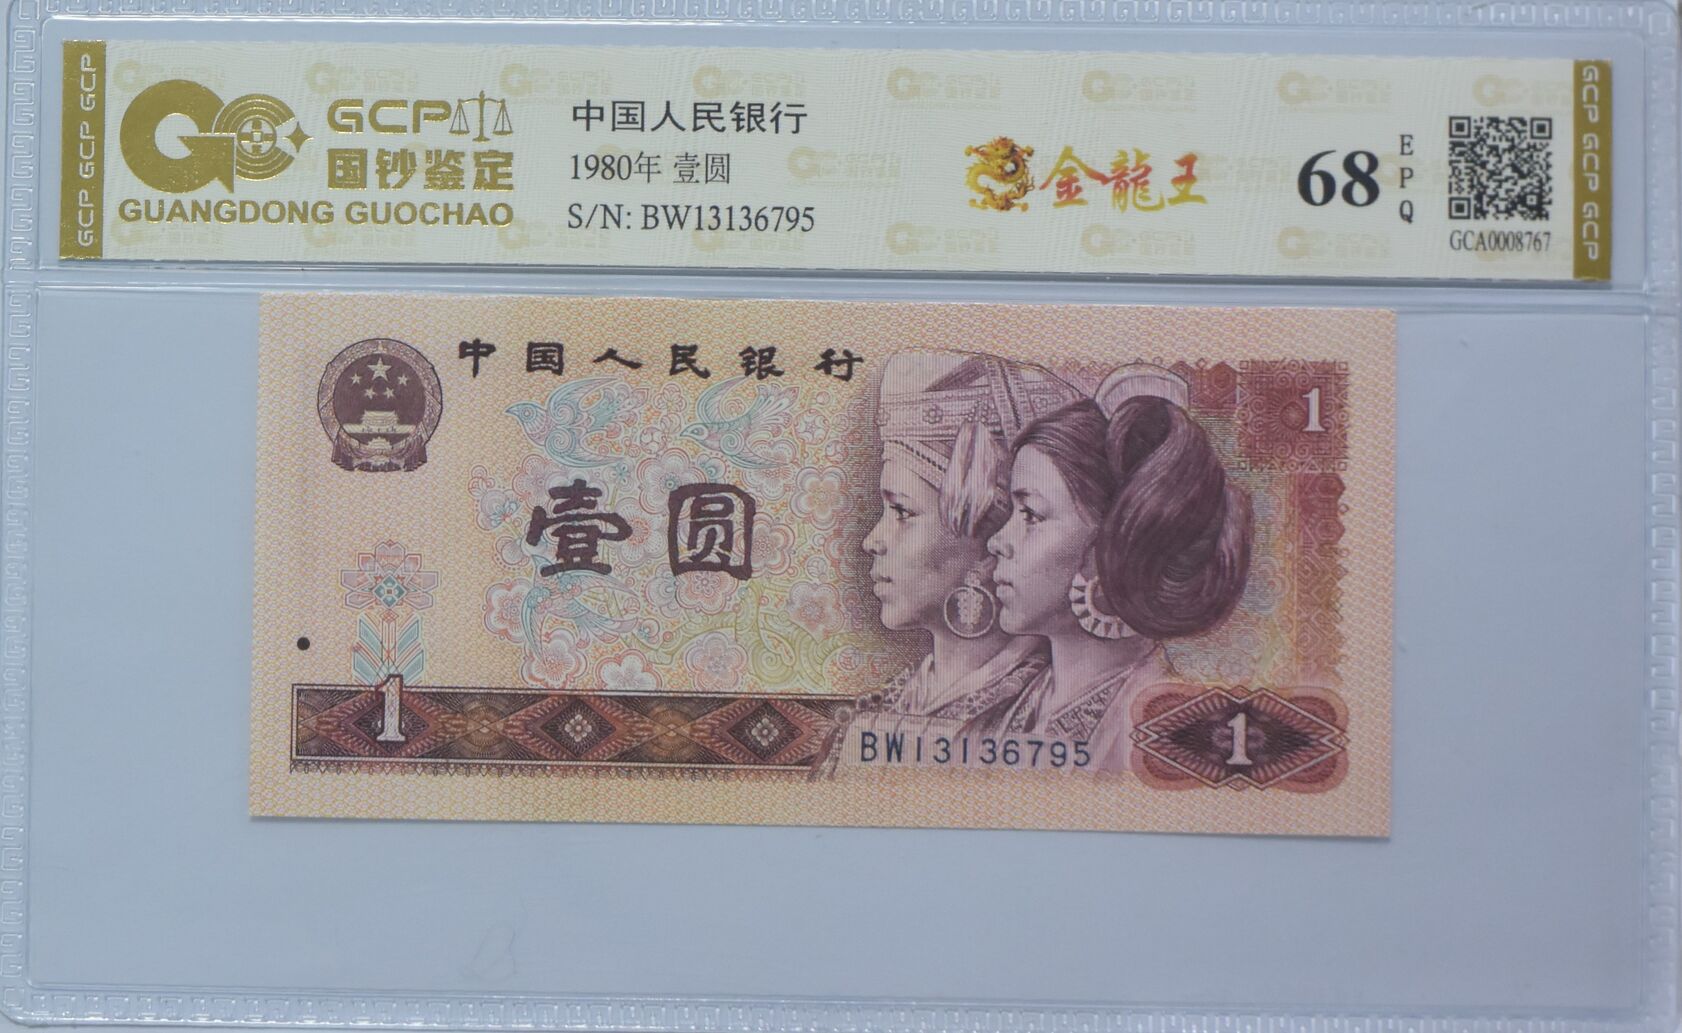 GCP GCP GCP
GCP
国钞鉴定
GUANGDONG GUOCHAO
中国人民银行
1980年 壹圆
S/N: BW13136795
金龍王
68
EPQ
GCA0008767
GCP GCP GCP
中国人民银行
1
壹圆
1
BW13136795
1